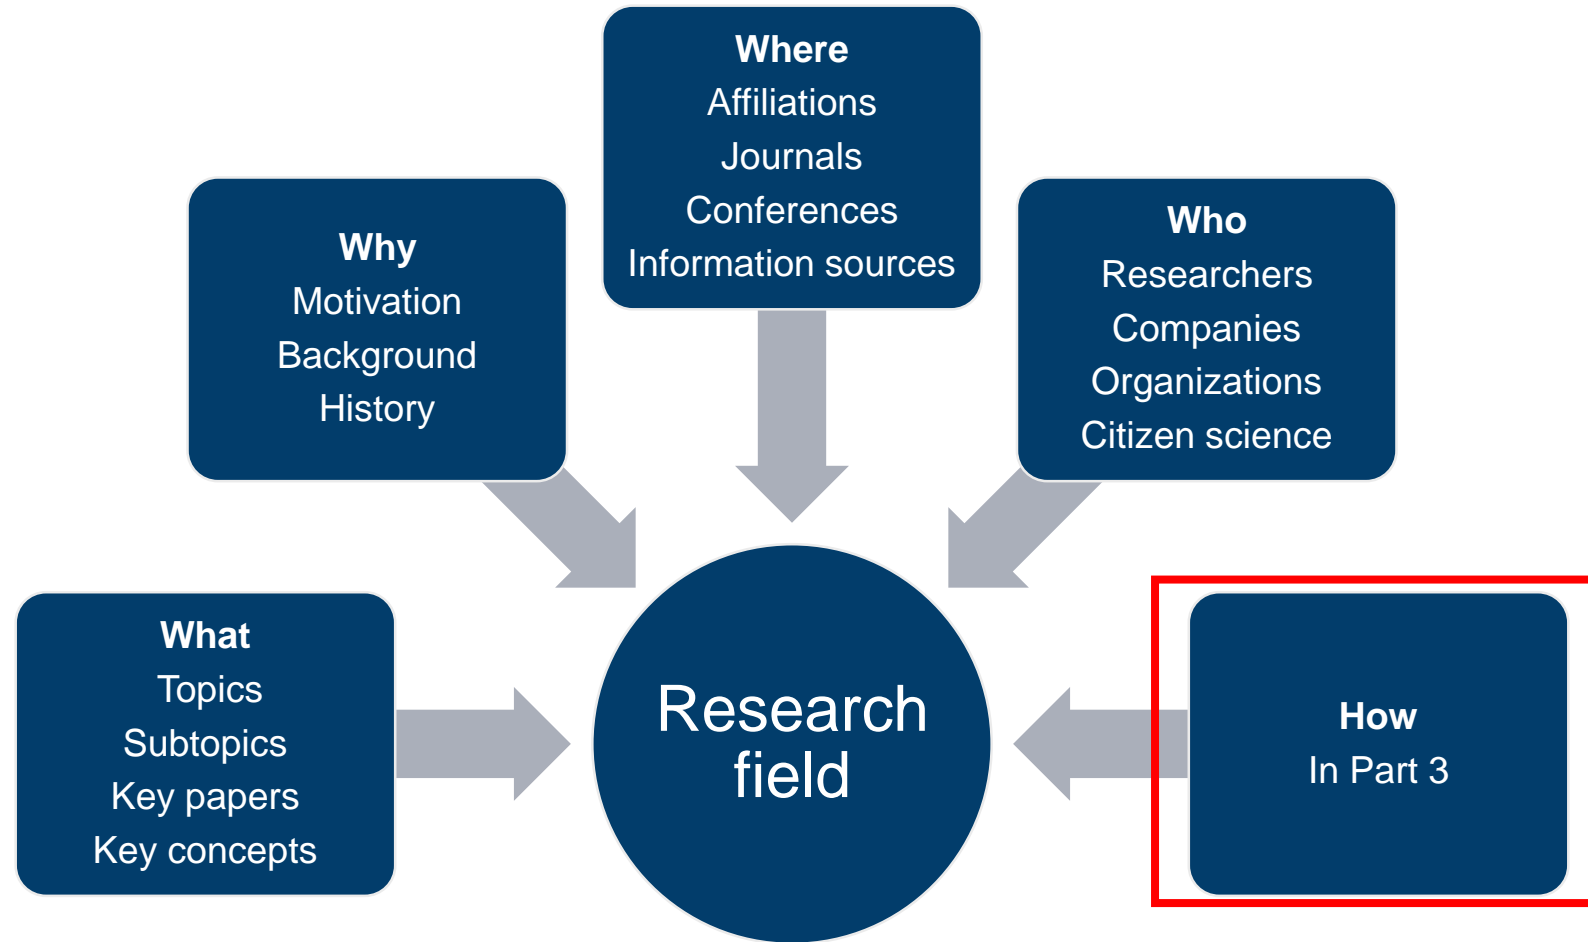 Where
Affiliations
Journals
Conferences
Information sources
Why
Motivation
Background
History
Who
Researchers
Companies
Organizations
Citizen science
What
Topics
Subtopics
Key papers
Key concepts
Research
field
How
In Part 3